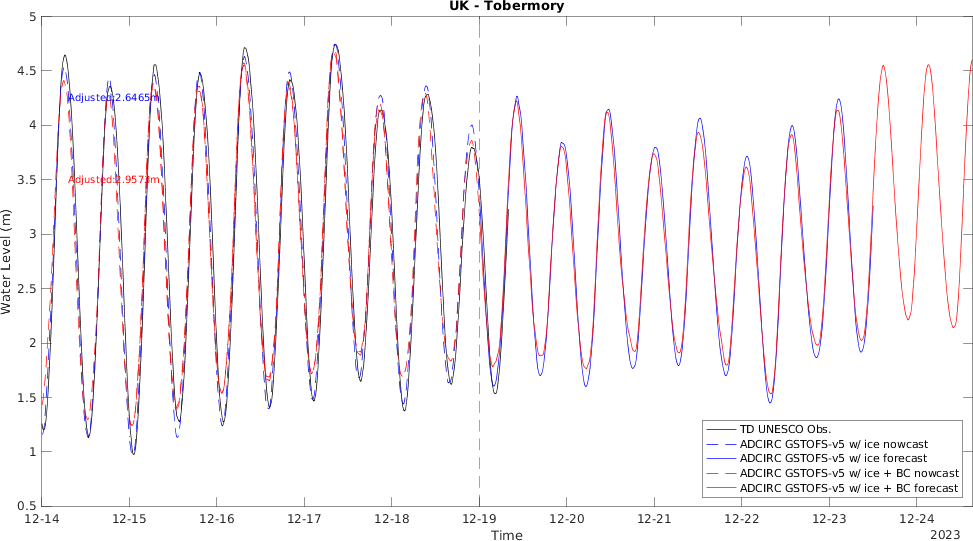 UK - Tobermory
5
4.5
4
3.5
3
2.5
2
1.5
1
0.5
Water Level (m)
Adjusted:2.6465m
Adjusted:2.9573m
TD UNESCO Obs.
ADCIRC GSTOFS-v5 w/ ice nowcast
ADCIRC GSTOFS-v5 w/ ice forecast
ADCIRC GSTOFS-v5 w/ ice + BC nowcast
ADCIRC GSTOFS-v5 w/ ice + BC forecast
12-14 12-15 12-16 12-17 12-18 12-19 12-20 12-21 12-22 12-23 12-24
Time
2023